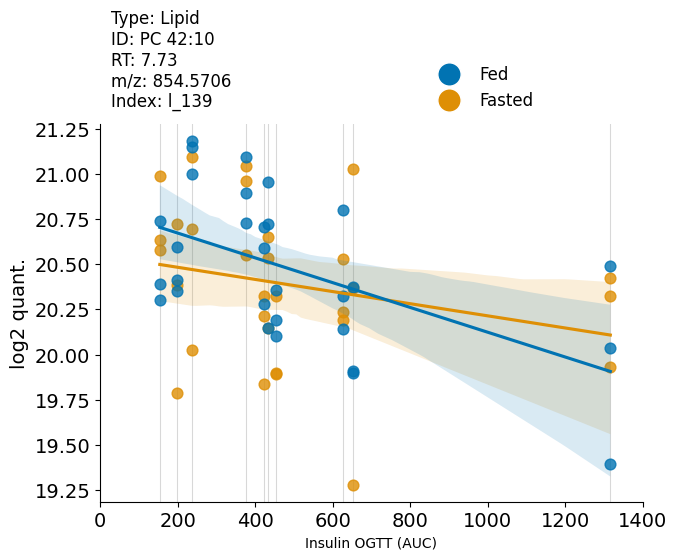 Type: Lipid
ID: PC 42:10
RT: 7.73
m/z: 854.5706
Index: l_139
Fed
Fasted
21.25
21.00
20.75
20.50
20.25
20.00
19.75
19.50
19.25
log2 quant.
0 200 400 600 800 1000 1200 1400
Insulin OGTT (AUC)